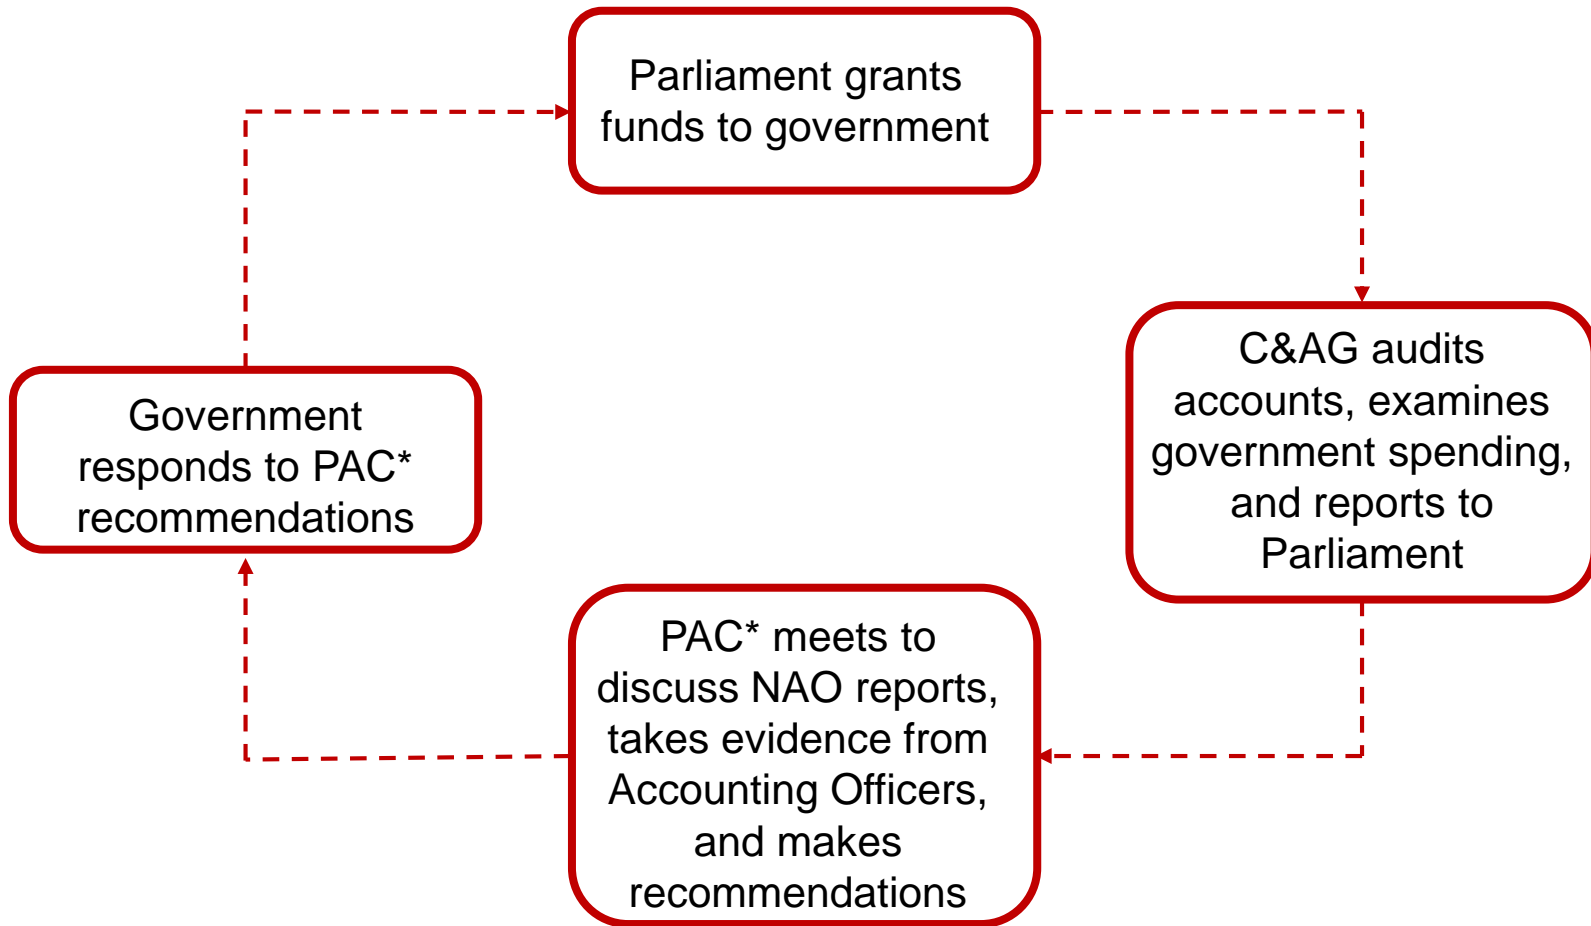 Parliament grants
funds to government
C&AG audits
accounts, examines
government spending,
and reports to
Parliament
PAC* meets to
discuss NAO reports,
takes evidence from
Accounting Officers,
and makes
recommendations
Government
responds to PAC*
recommendations